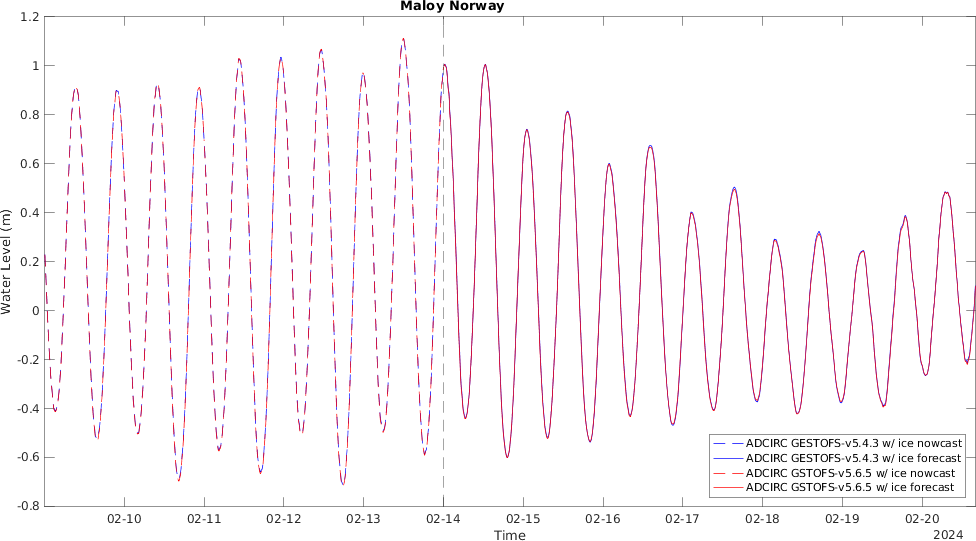 Maloy Norway
1.2
1
0.8
0.6
0.4
0.2
0
-0.2
-0.4
-0.6
-0.8
Water Level (m)
ADCIRC GESTOFS-v5.4.3 w/ ice nowcast
ADCIRC GESTOFS-v5.4.3 w/ ice forecast
ADCIRC GSTOFS-v5.6.5 w/ ice nowcast
ADCIRC GSTOFS-v5.6.5 w/ ice forecast
02-10 02-11 02-12 02-13 02-14 02-15 02-16 02-17 02-18 02-19 02-20
Time
2024